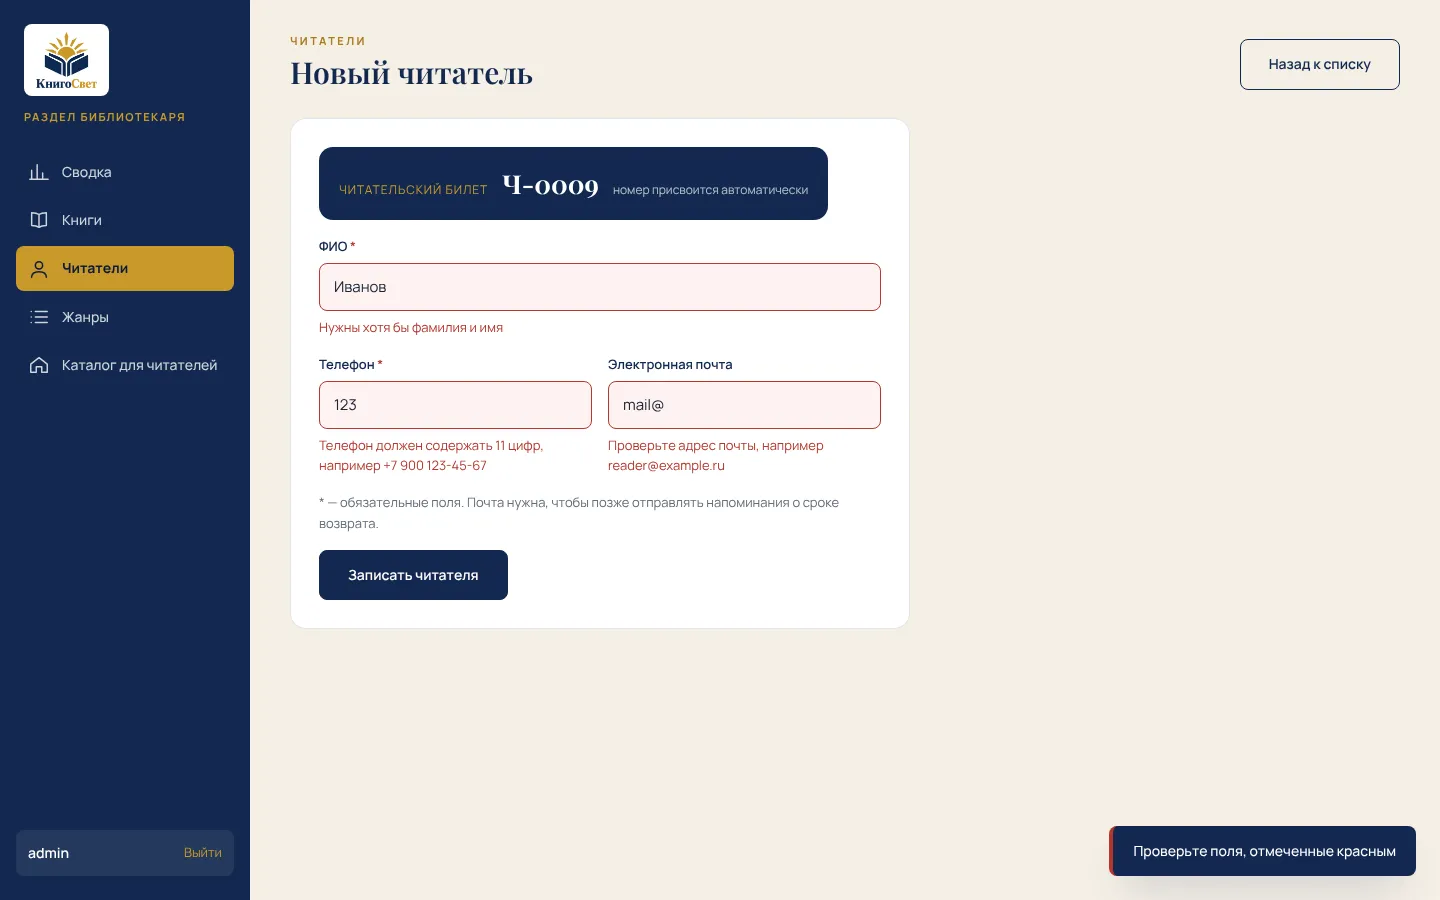 КнигоСвет
РАЗДЕЛ БИБЛИОТЕКАРЯ
Сводка
Книги
Читатели
Жанры
Каталог для читателей
admin
Выйти
ЧИТАТЕЛИ
Новый читатель
Назад к списку
ЧИТАТЕЛЬСКИЙ БИЛЕТ Ч-0009 номер присвоится автоматически
ФИО *
Иванов
Нужны хотя бы фамилия и имя
Телефон *
123
Телефон должен содержать 11 цифр,
например +7 900 123-45-67
Электронная почта
mail@
Проверьте адрес почты, например
reader@example.ru
* — обязательные поля. Почта нужна, чтобы позже отправлять напоминания о сроке
возврата.
Записать читателя
Проверьте поля, отмеченные красным